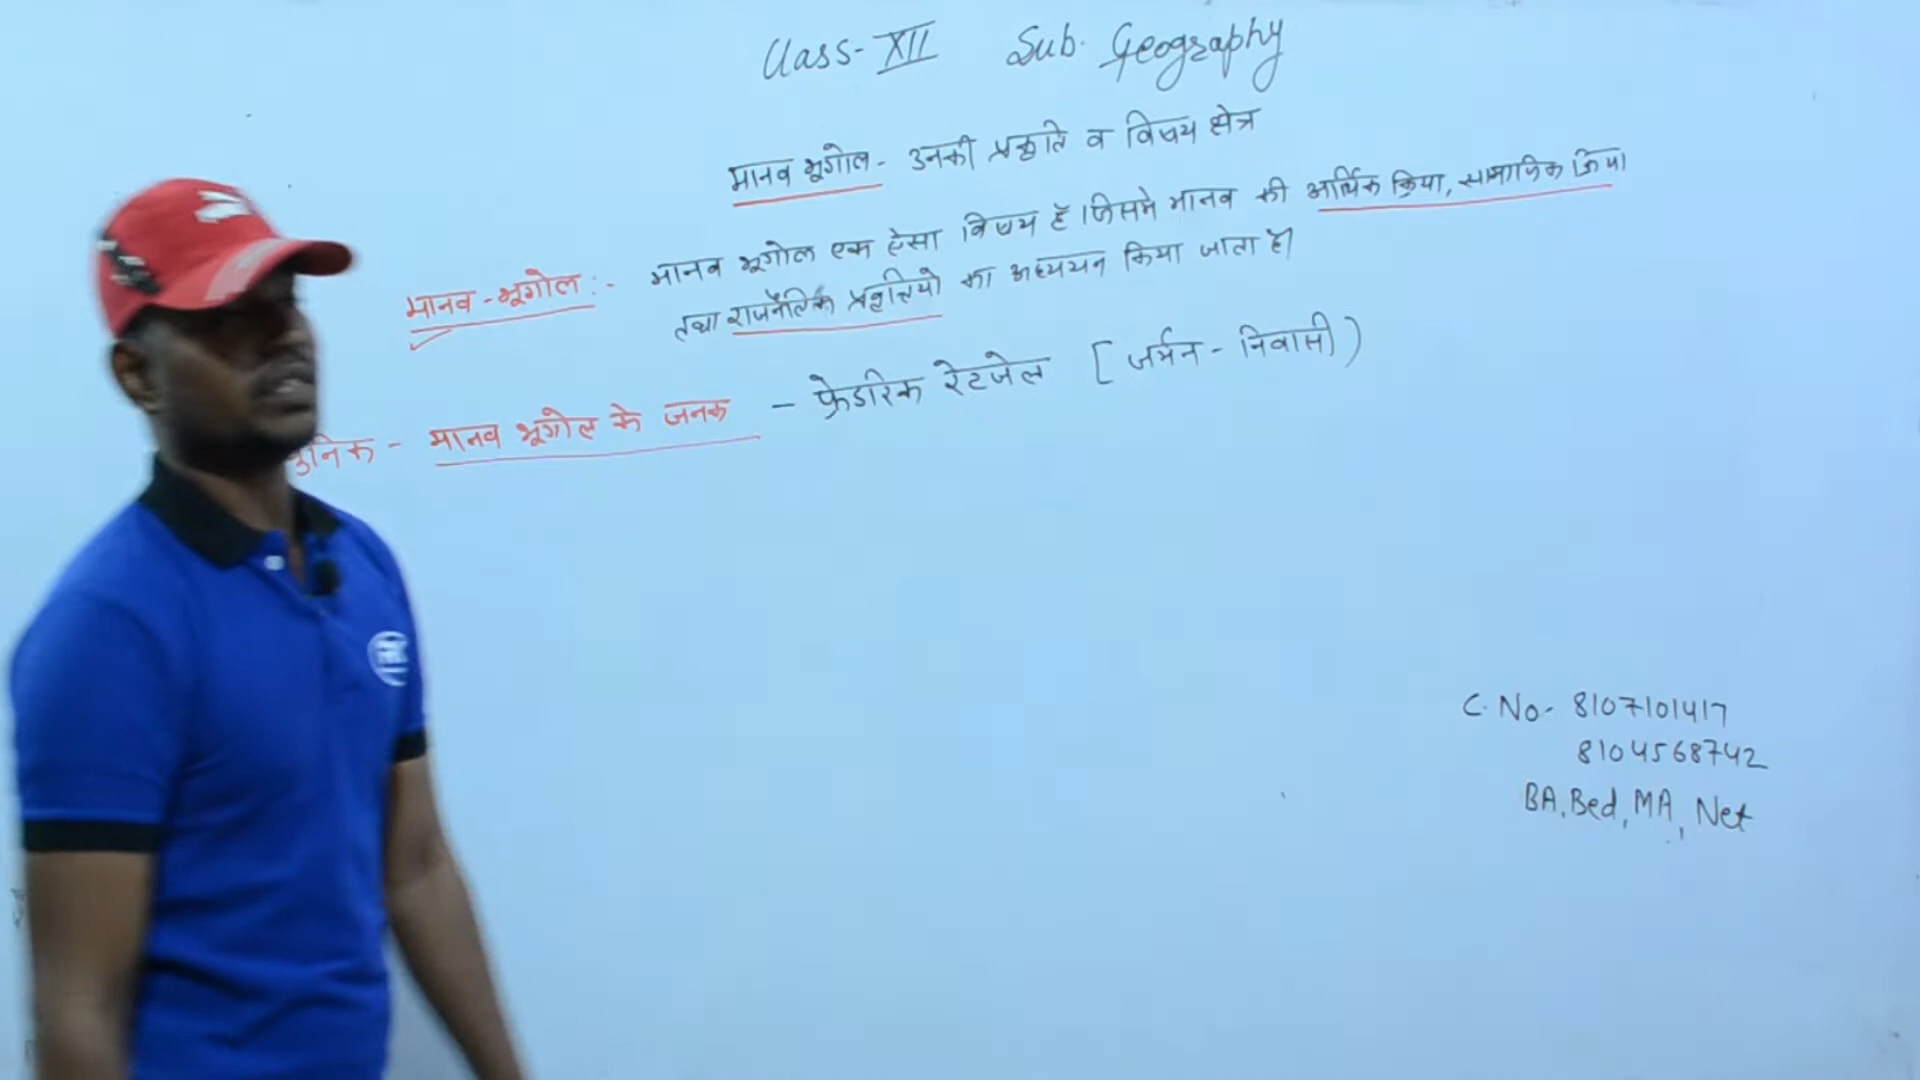 Class- XII Sub. Geography
मानव भूगोल - उनकी प्रकृति व विषय क्षेत्र
मानव - भूगोल :- मानव भूगोल एक ऐसा विषय है। जिसमे मानव की आर्थिक क्रिया, सामाजिक क्रिया
तथा राजनैतिक प्रवृत्तियो का अध्ययन किया जाता है।
मानव भूगोल के जनक - फ्रेडरिक रेटजेल [ जर्मन - निवासी )
C. No- 8107101417
8104568742
BA, Bed, MA, Net